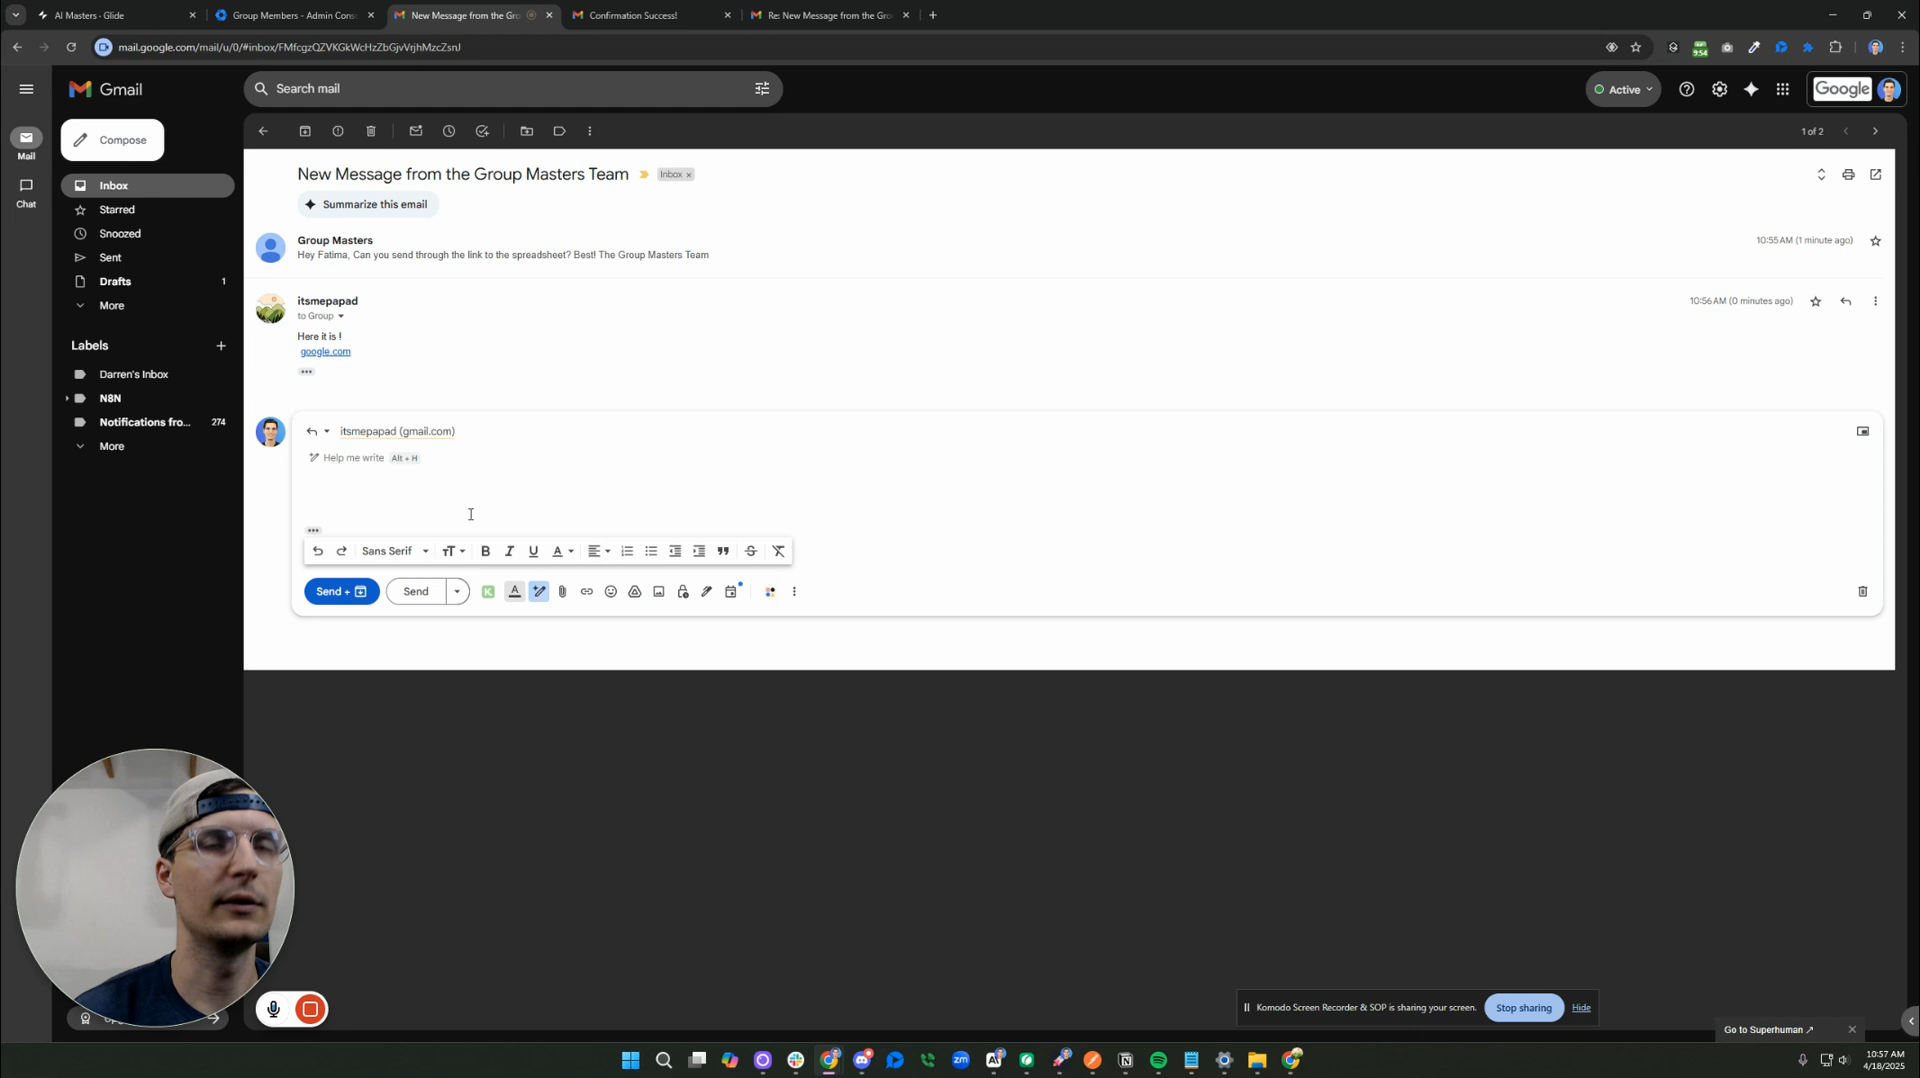 AI Masters · Glide
Group Members - Admin Cons
New Message from the Gro
Confirmation Success!
Re: New Message from the Gro
mail.google.com/mail/u/0/#inbox/FMfcgzQZVKGkWcHzZbGjvVrjhMzcZsnJ
9:54
Gmail
Search mail
Active
Google
Mail
Chat
Compose
Inbox
Starred
Snoozed
Sent
Drafts 1
More
Labels
Darren's Inbox
N8N
Notifications fro... 274
More
1 of 2
New Message from the Group Masters Team
Inbox ×
Summarize this email
Group Masters
10:55 AM (1 minute ago)
Hey Fatima, Can you send through the link to the spreadsheet? Best! The Group Masters Team
itsmepapad
10:56 AM (0 minutes ago)
to Group
Here it is !
google.com
itsmepapad (gmail.com)
Help me write Alt + H
Sans Serif
Send +
Send
Komodo Screen Recorder & SOP is sharing your screen.
Stop sharing
Hide
Go to Superhuman ↗
10:57 AM
4/18/2025